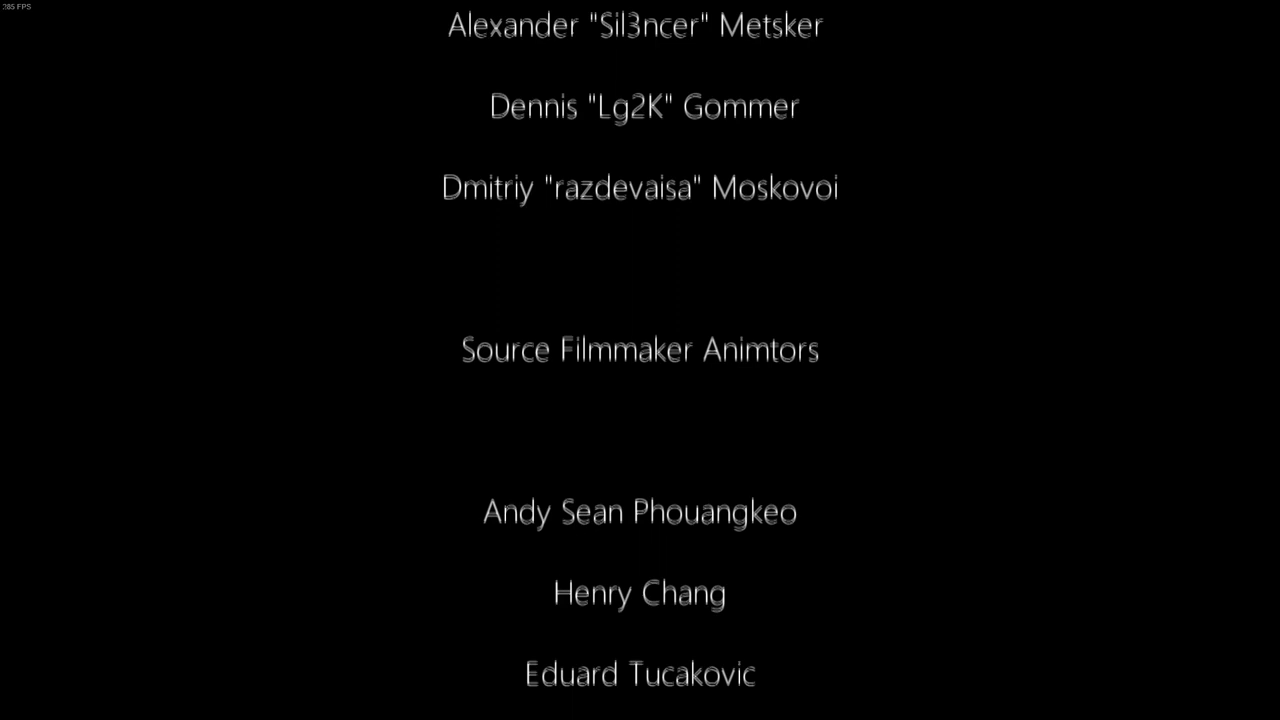 285 FPS
Alexander "Sil3ncer" Metsker
Dennis "Lg2K" Gommer
Dmitriy "razdevaisa" Moskovoi
Source Filmmaker Animtors
Andy Sean Phouangkeo
Henry Chang
Eduard Tucakovic